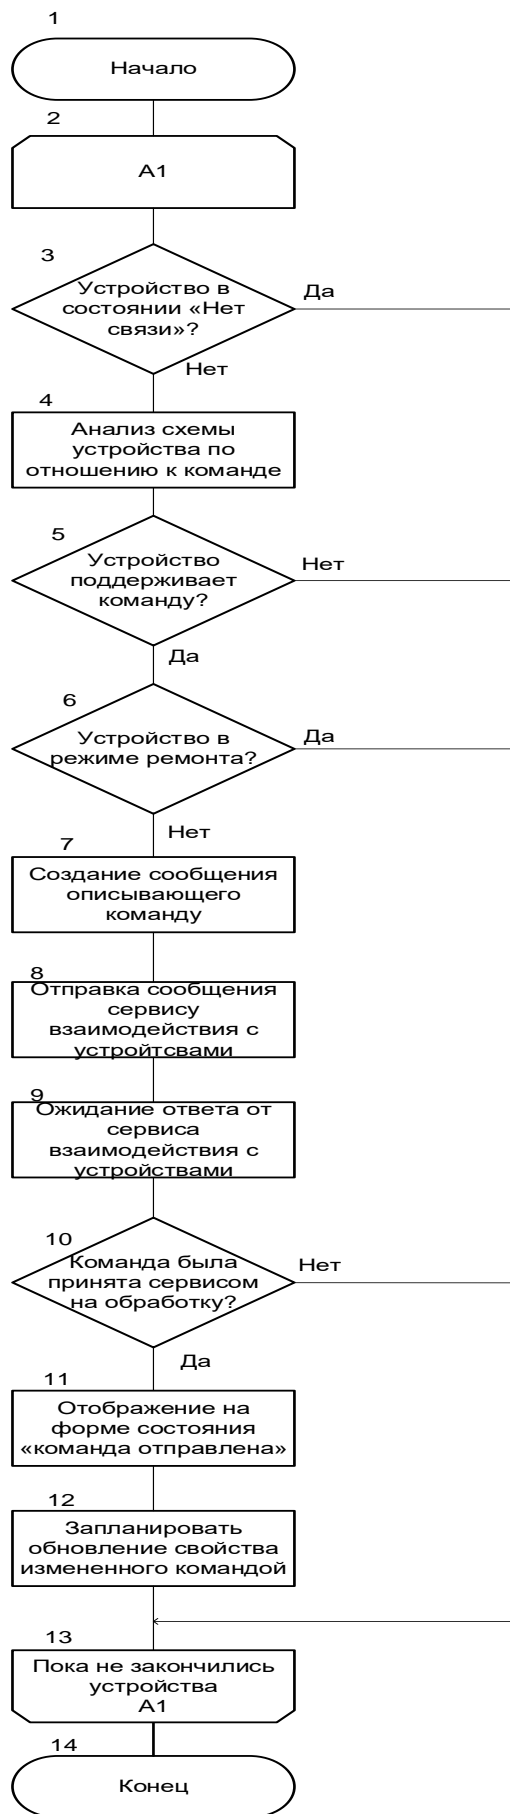 1
Начало
2
А1
3
Устройство в
состоянии «Нет
связи»?
Да
Нет
4
Анализ схемы
устройства по
отношению к команде
5
Устройство
поддерживает
команду?
Нет
Да
6
Устройство в
режиме ремонта?
Да
Нет
7
Создание сообщения
описывающего
команду
8
Отправка сообщения
сервису
взаимодействия с
устройтсвами
9
Ожидание ответа от
сервиса
взаимодействия с
устройствами
10
Команда была
принята сервисом
на обработку?
Нет
Да
11
Отображение на
форме состояния
«команда отправлена»
12
Запланировать
обновление свойства
измененного командой
13
Пока не закончились
устройства
А1
14
Конец